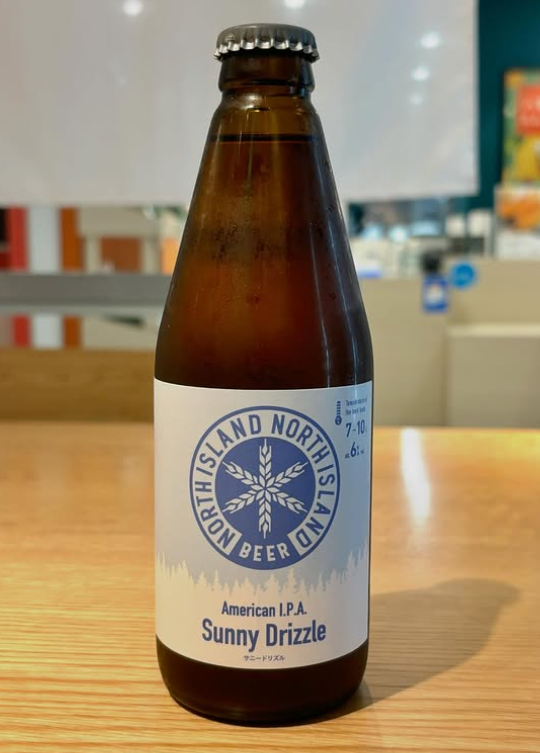 NORTH ISLAND NORTH ISLAND
BEER
7-10
6%
American I.P.A.
Sunny Drizzle
サニードリズル